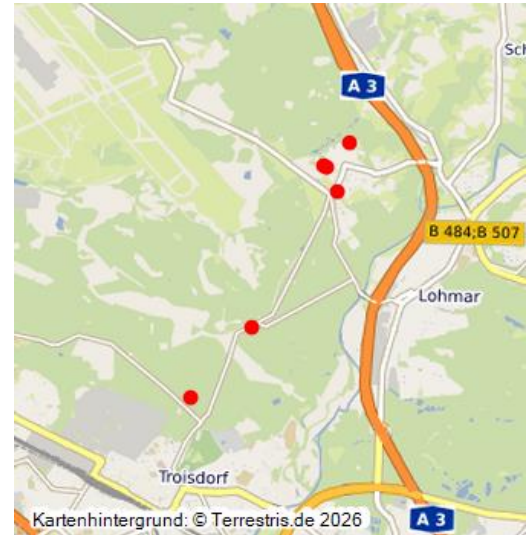 Sch
A 3
B 484;B 507
Lohmar
Troisdorf
A 3
Kartenhintergrund: © Terrestris.de 2026